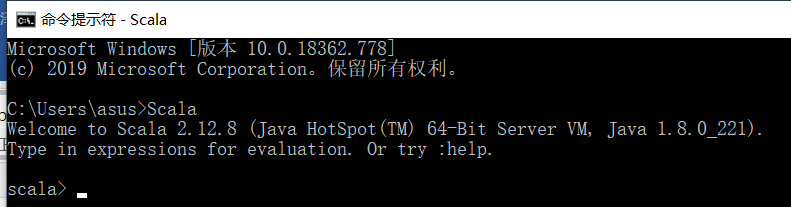 命令提示符 - Scala
Microsoft Windows [版本 10.0.18362.778]
(c) 2019 Microsoft Corporation。保留所有权利。
C:\Users\asus>Scala
Welcome to Scala 2.12.8 (Java HotSpot(TM) 64-Bit Server VM, Java 1.8.0_221).
Type in expressions for evaluation. Or try :help.
scala>